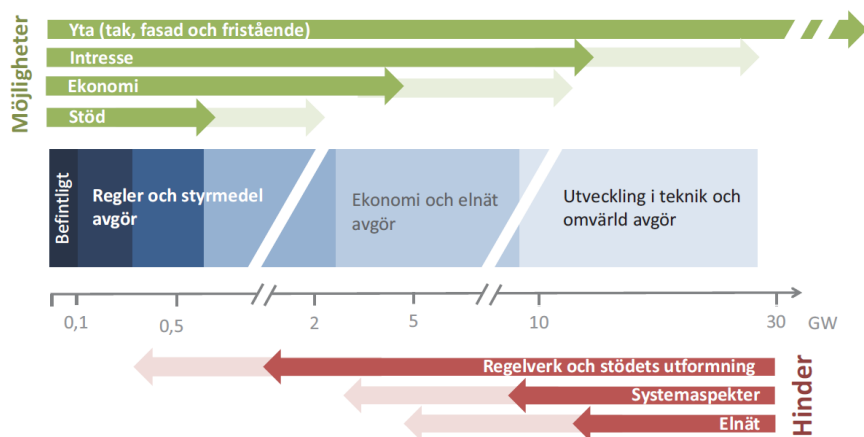 Möjligheter
Yta (tak, fasad och fristående)
Intresse
Ekonomi
Stöd
Befintligt
Regler och styrmedel
avgör
Ekonomi och elnät
avgör
Utveckling i teknik och
omvärld avgör
0,1 0,5 2 5 10 30 GW
Regelverk och stödets utformning
Systemaspekter
Elnät
Hinder